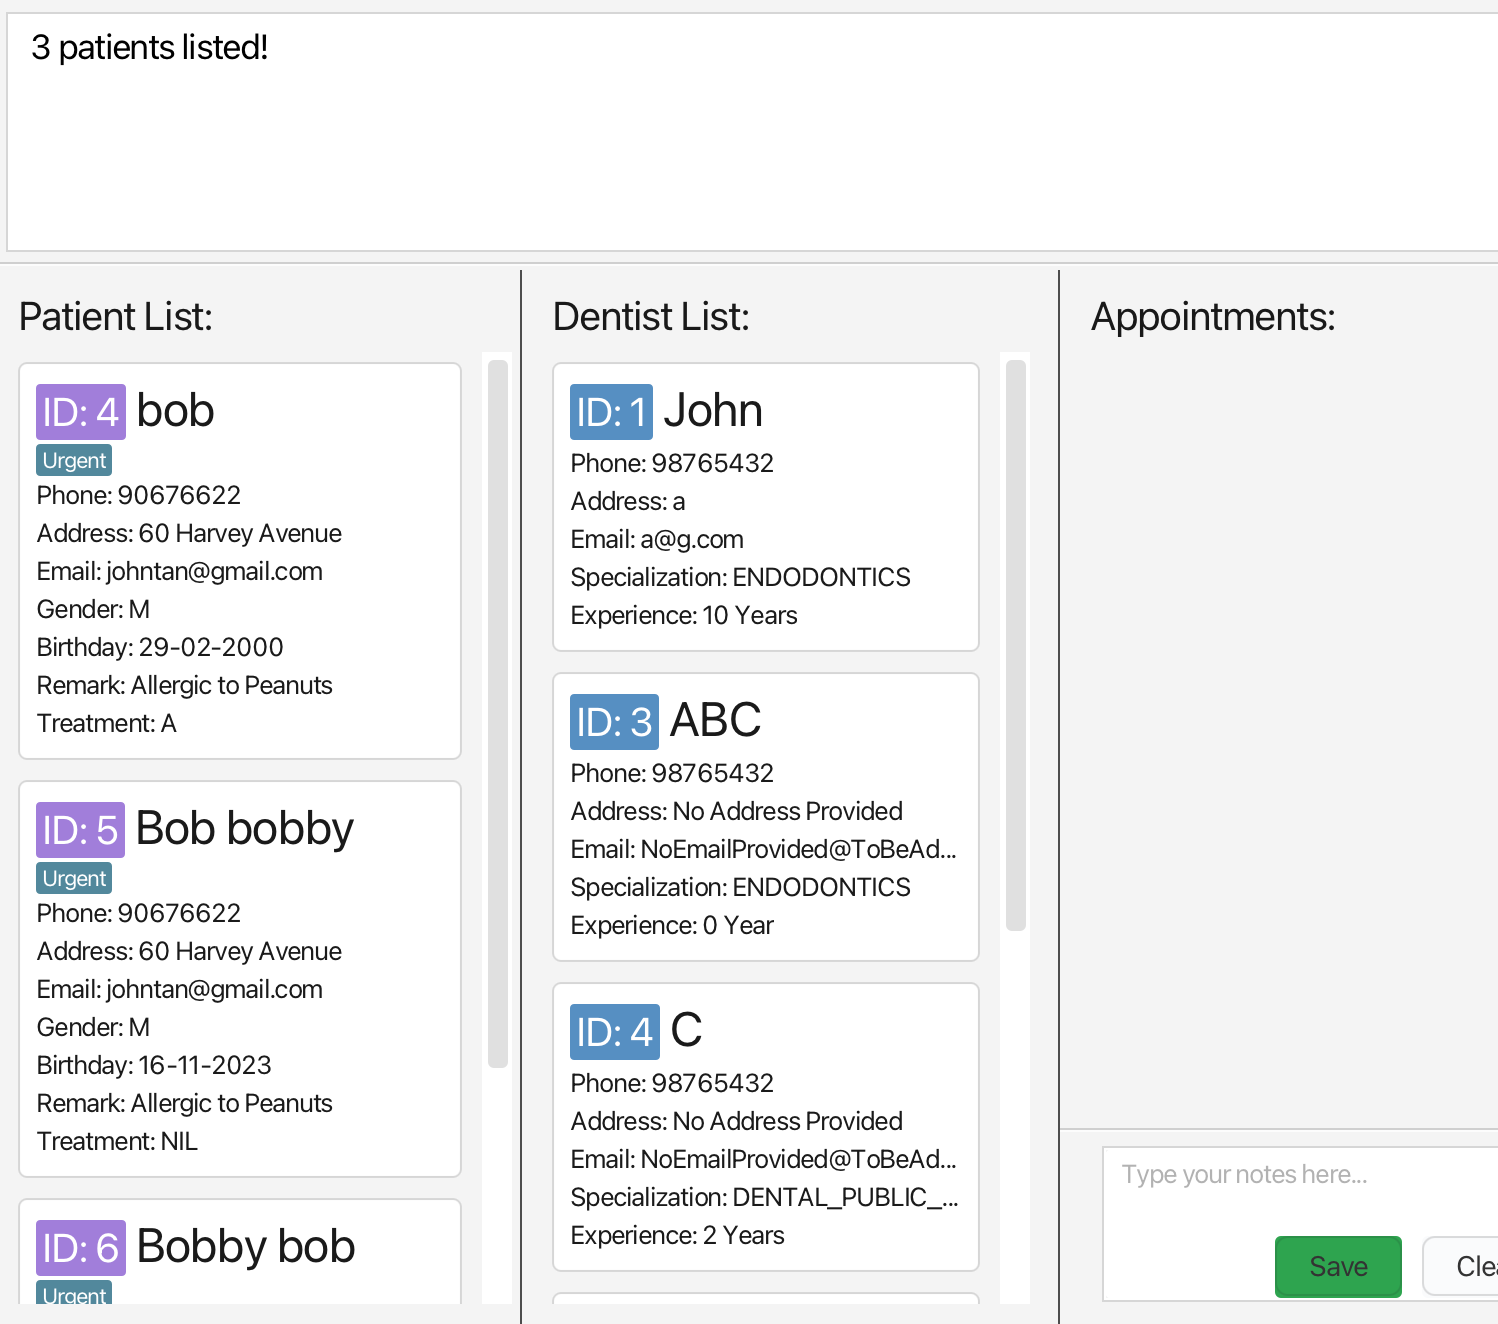 3 patients listed!
Patient List:
ID: 4 bob
Urgent
Phone: 90676622
Address: 60 Harvey Avenue
Email: johntan@gmail.com
Gender: M
Birthday: 29-02-2000
Remark: Allergic to Peanuts
Treatment: A
ID: 5 Bob bobby
Urgent
Phone: 90676622
Address: 60 Harvey Avenue
Email: johntan@gmail.com
Gender: M
Birthday: 16-11-2023
Remark: Allergic to Peanuts
Treatment: NIL
ID: 6 Bobby bob
Urgent
Dentist List:
ID: 1 John
Phone: 98765432
Address: a
Email: a@g.com
Specialization: ENDODONTICS
Experience: 10 Years
ID: 3 ABC
Phone: 98765432
Address: No Address Provided
Email: NoEmailProvided@ToBeAd...
Specialization: ENDODONTICS
Experience: 0 Year
ID: 4 C
Phone: 98765432
Address: No Address Provided
Email: NoEmailProvided@ToBeAd...
Specialization: DENTAL_PUBLIC_...
Experience: 2 Years
Appointments:
Type your notes here...
Save
Cle